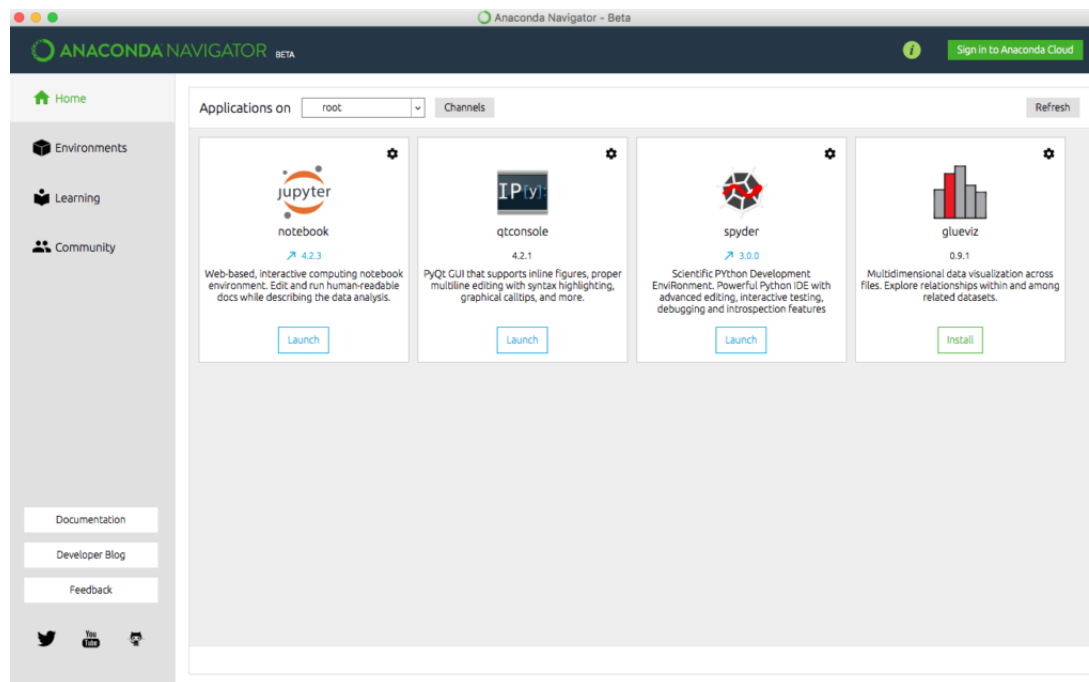 Anaconda Navigator - Beta
ANACONDA NAVIGATOR BETA
i
Sign in to Anaconda Cloud
Home
Environments
Learning
Community
Documentation
Developer Blog
Feedback
You
Tube
Applications on root Channels Refresh
jupyter
notebook
4.2.3
Web-based, interactive computing notebook
environment. Edit and run human-readable
docs while describing the data analysis.
Launch
IP[y]:
qtconsole
4.2.1
PyQt GUI that supports inline figures, proper
multiline editing with syntax highlighting,
graphical calltips, and more.
Launch
spyder
3.0.0
Scientific PYthon Development
EnviRonment. Powerful Python IDE with
advanced editing, interactive testing,
debugging and introspection features
Launch
glueviz
0.9.1
Multidimensional data visualization across
files. Explore relationships within and among
related datasets.
Install